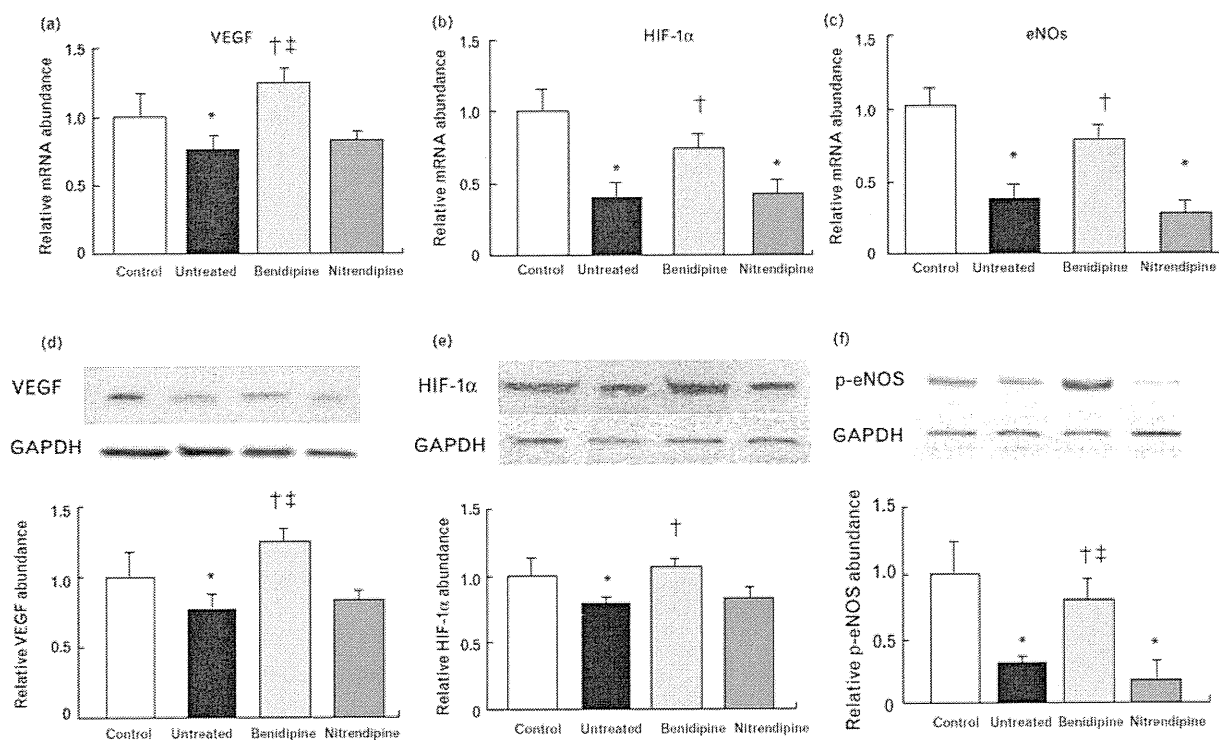 (a)
VEGF
† ‡
1.5
1.0
0.5
0
*
Relative mRNA abundance
Control Untreated Benidipine Nitrendipine
(b)
HIF-1α
1.5
1.0
0.5
0
*
†
*
Relative mRNA abundance
Control Untreated Benidipine Nitrendipine
(c)
eNOs
1.5
1.0
0.5
0
*
†
*
Relative mRNA abundance
Control Untreated Benidipine Nitrendipine
(d)
VEGF
GAPDH
† ‡
1.5
1.0
0.5
0
*
Relative VEGF abundance
Control Untreated Benidipine Nitrendipine
(e)
HIF-1α
GAPDH
1.5
1.0
0.5
0
*
†
Relative HIF-1α abundance
Control Untreated Benidipine Nitrendipine
(f)
p-eNOS
GAPDH
1.5
1.0
0.5
0
*
† ‡
*
Relative p-eNOS abundance
Control Untreated Benidipine Nitrendipine